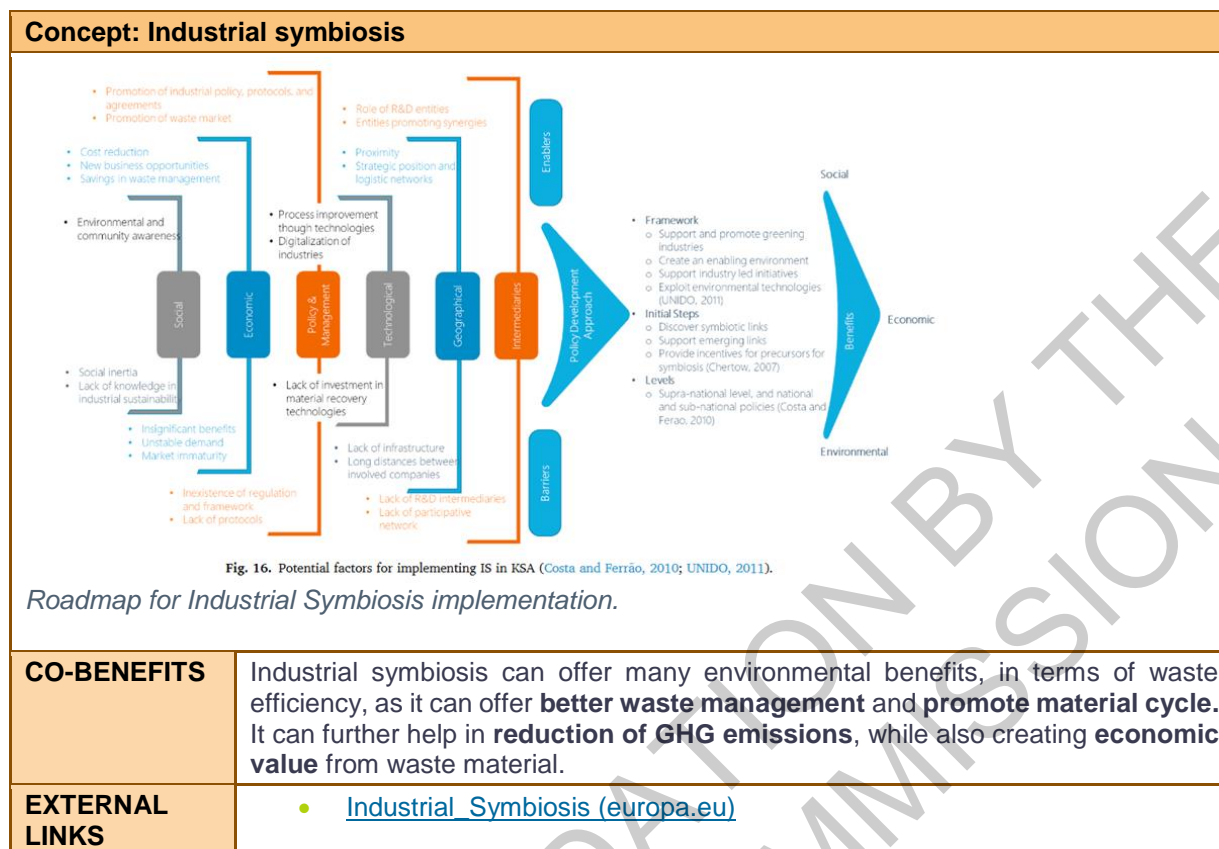 Concept: Industrial symbiosis
• Promotion of industrial policy, protocols, and
agreements
• Promotion of waste market
• Role of R&D entities
• Entities promoting synergies
• Cost reduction
• New business opportunities
• Savings in waste management
• Proximity
• Strategic position and
logistic networks
• Environmental and
community awareness
• Process improvement
though technologies
• Digitalization of
industries
Social
Economic
Policy &
Management
Technological
Geographical
Intermediaries
• Social inertia
• Lack of knowledge in
industrial sustainability
• Lack of investment in
material recovery
technologies
• Insignificant benefits
• Unstable demand
• Market immaturity
• Lack of infrastructure
• Long distances between
involved companies
• Inexistence of regulation
and framework
• Lack of protocols
• Lack of R&D intermediaries
• Lack of participative
network
Enablers
Policy Development
Approach
Barriers
• Framework
o Support and promote greening
industries
o Create an enabling environment
o Support industry led initiatives
o Exploit environmental technologies
(UNIDO, 2011)
• Initial Steps
o Discover symbiotic links
o Support emerging links
o Provide incentives for precursors for
symbiosis (Chertow, 2007)
• Levels
o Supra-national level, and national
and sub-national policies (Costa and
Ferao, 2010)
Social
Benefits
Economic
Environmental
Fig. 16. Potential factors for implementing IS in KSA (Costa and Ferrão, 2010; UNIDO, 2011).
Roadmap for Industrial Symbiosis implementation.
CO-BENEFITS
Industrial symbiosis can offer many environmental benefits, in terms of waste
efficiency, as it can offer better waste management and promote material cycle.
It can further help in reduction of GHG emissions, while also creating economic
value from waste material.
EXTERNAL
LINKS
• Industrial_Symbiosis (europa.eu)
BY THE